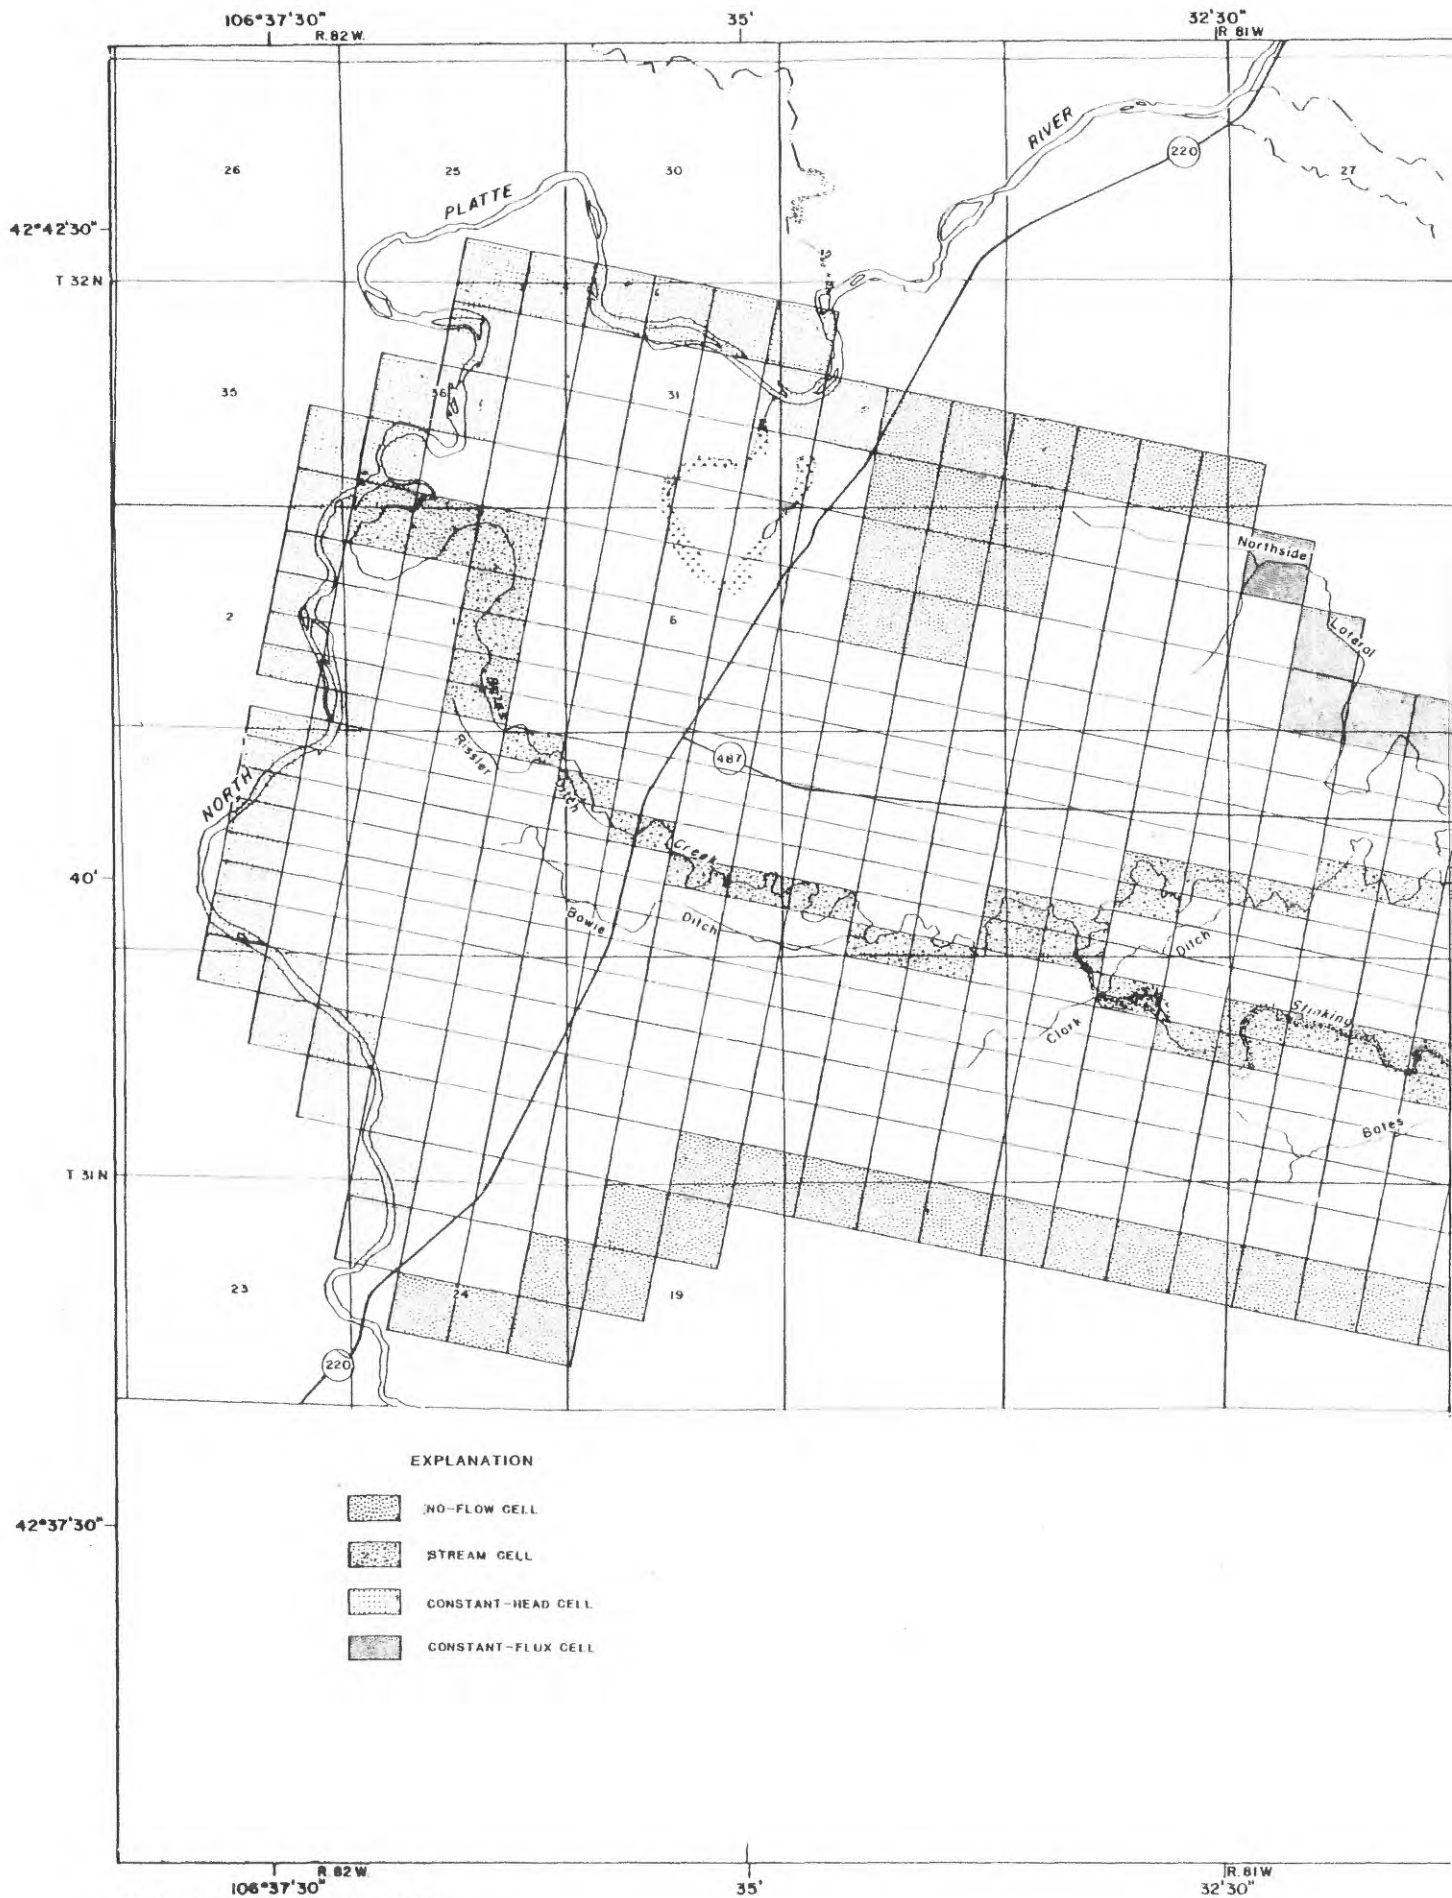 106°37'30" 35' 32'30"
R. 82 W. R. 81 W
RIVER
220
26 25 30 27
PLATTE
42°42'30"
T 32 N
35 36 31
Northside
2 1 6
Lateral
BATES
Rissler
487
NORTH
Ditch
Creek
40'
Bowie Ditch
Ditch
Clark
Stinking
Bates
T 31 N
23 24 19
220
EXPLANATION
NO-FLOW CELL
STREAM CELL
CONSTANT-HEAD CELL
CONSTANT-FLUX CELL
42°37'30"
R. 82 W. R. 81 W
106°37'30" 35' 32'30"